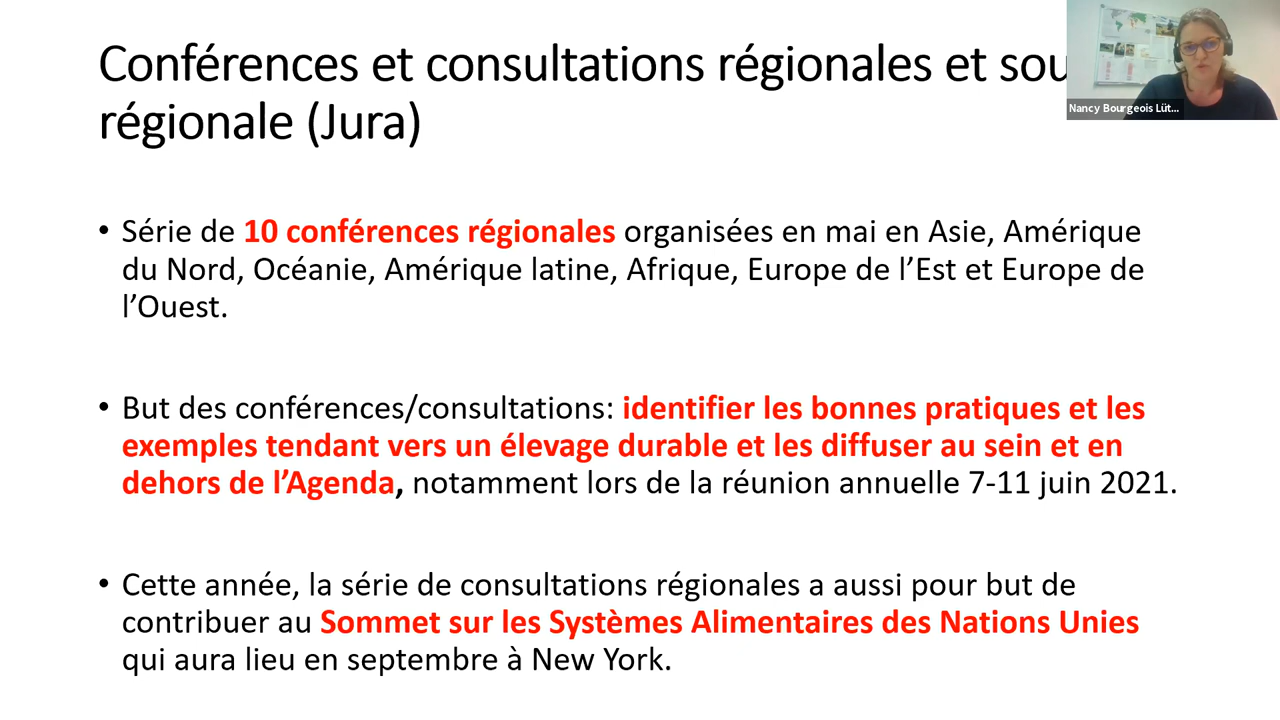 Conférences et consultations régionales et sou
régionale (Jura)
Nancy Bourgeois Lüt...
• Série de 10 conférences régionales organisées en mai en Asie, Amérique
du Nord, Océanie, Amérique latine, Afrique, Europe de l’Est et Europe de
l’Ouest.
• But des conférences/consultations: identifier les bonnes pratiques et les
exemples tendant vers un élevage durable et les diffuser au sein et en
dehors de l’Agenda, notamment lors de la réunion annuelle 7-11 juin 2021.
• Cette année, la série de consultations régionales a aussi pour but de
contribuer au Sommet sur les Systèmes Alimentaires des Nations Unies
qui aura lieu en septembre à New York.